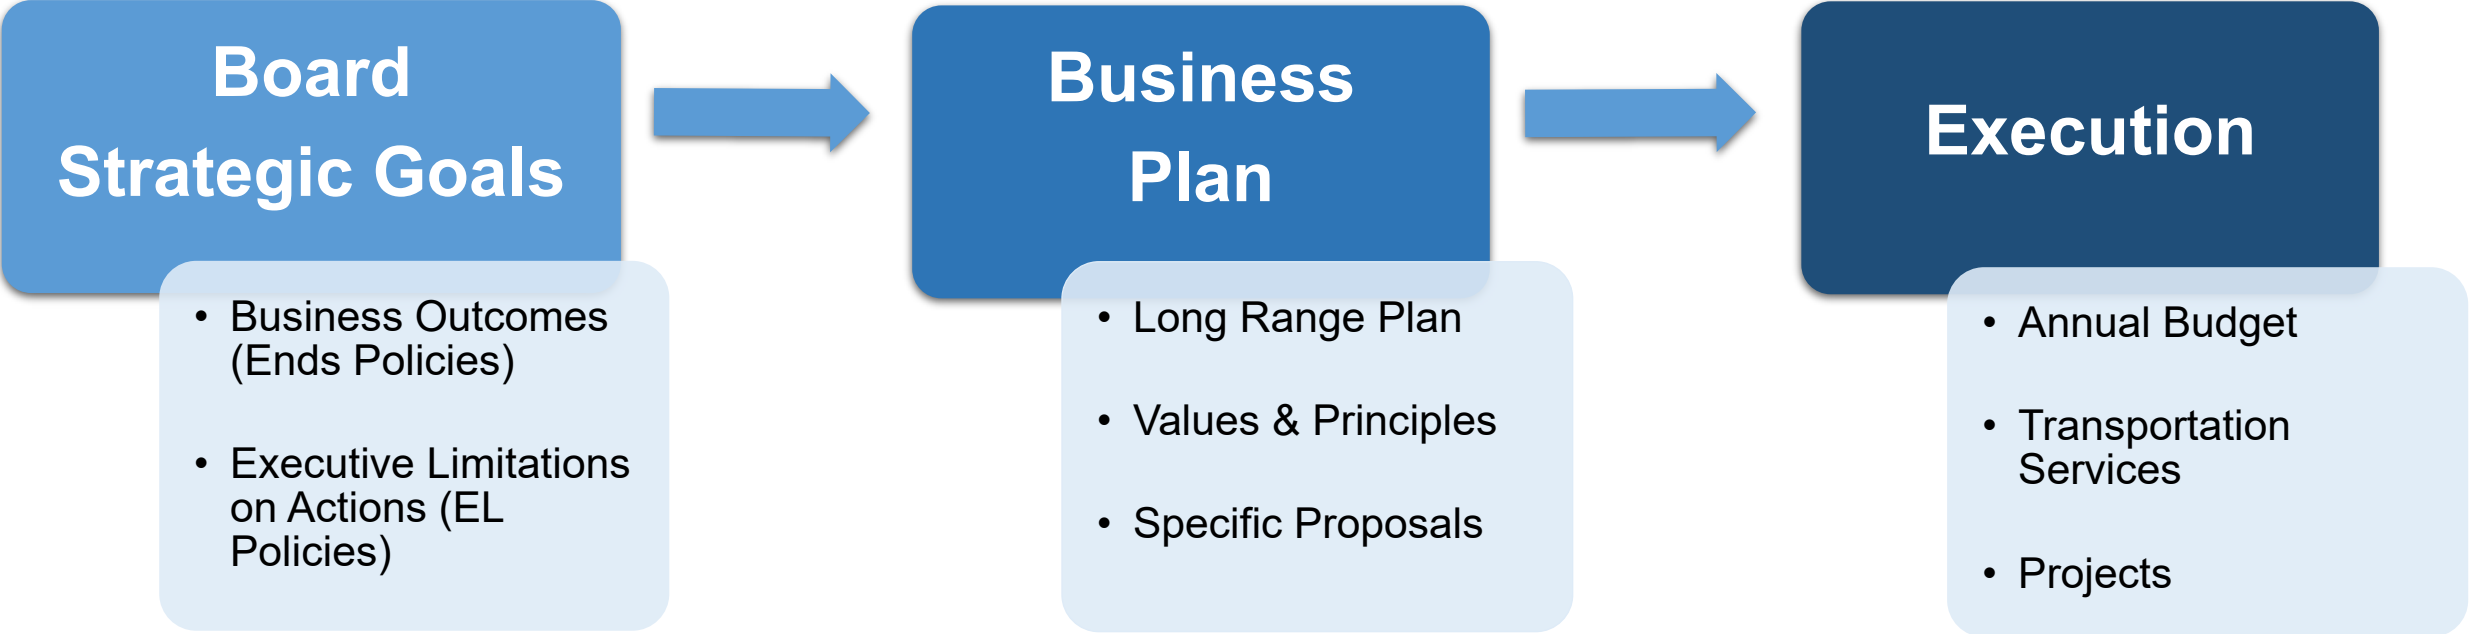 Board
Strategic Goals
• Business Outcomes
(Ends Policies)
• Executive Limitations
on Actions (EL
Policies)
Business
Plan
• Long Range Plan
• Values & Principles
• Specific Proposals
Execution
• Annual Budget
• Transportation
Services
• Projects